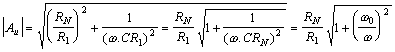 |A_u| = √((R_N/R_1)² + 1/(ω.CR_1)²) = R_N/R_1 √(1 + 1/(ω.CR_N)²) = R_N/R_1 √(1 + (ω_0/ω)²)